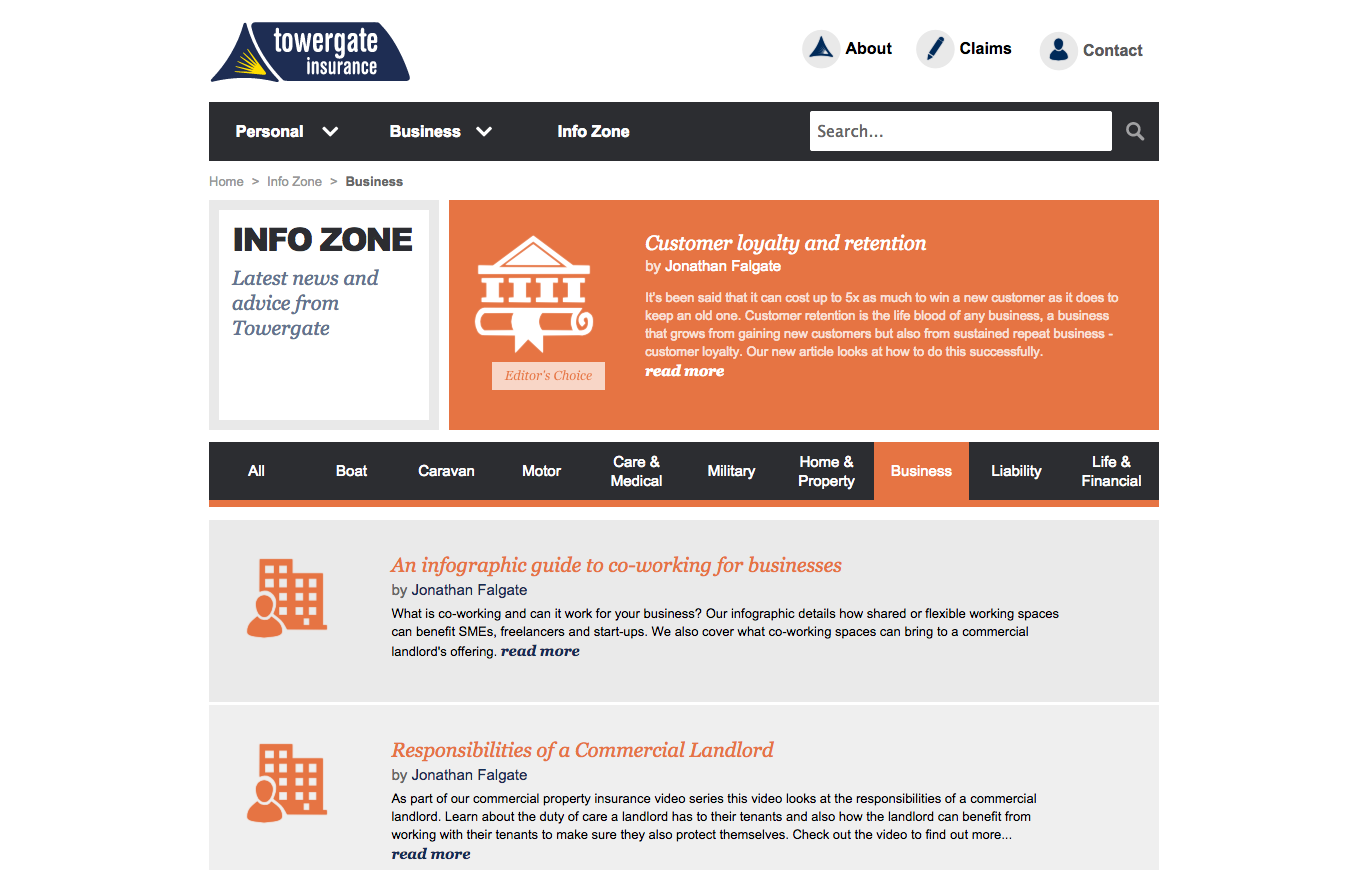 towergate
insurance
About
Claims
Contact
Personal
Business
Info Zone
Search...
Home > Info Zone > Business
INFO ZONE
Latest news and
advice from
Towergate
Editor's Choice
Customer loyalty and retention
by Jonathan Falgate
It's been said that it can cost up to 5x as much to win a new customer as it does to
keep an old one. Customer retention is the life blood of any business, a business
that grows from gaining new customers but also from sustained repeat business -
customer loyalty. Our new article looks at how to do this successfully.
read more
All
Boat
Caravan
Motor
Care &
Medical
Military
Home &
Property
Business
Liability
Life &
Financial
An infographic guide to co-working for businesses
by Jonathan Falgate
What is co-working and can it work for your business? Our infographic details how shared or flexible working spaces
can benefit SMEs, freelancers and start-ups. We also cover what co-working spaces can bring to a commercial
landlord's offering. read more
Responsibilities of a Commercial Landlord
by Jonathan Falgate
As part of our commercial property insurance video series this video looks at the responsibilities of a commercial
landlord. Learn about the duty of care a landlord has to their tenants and also how the landlord can benefit from
working with their tenants to make sure they also protect themselves. Check out the video to find out more...
read more